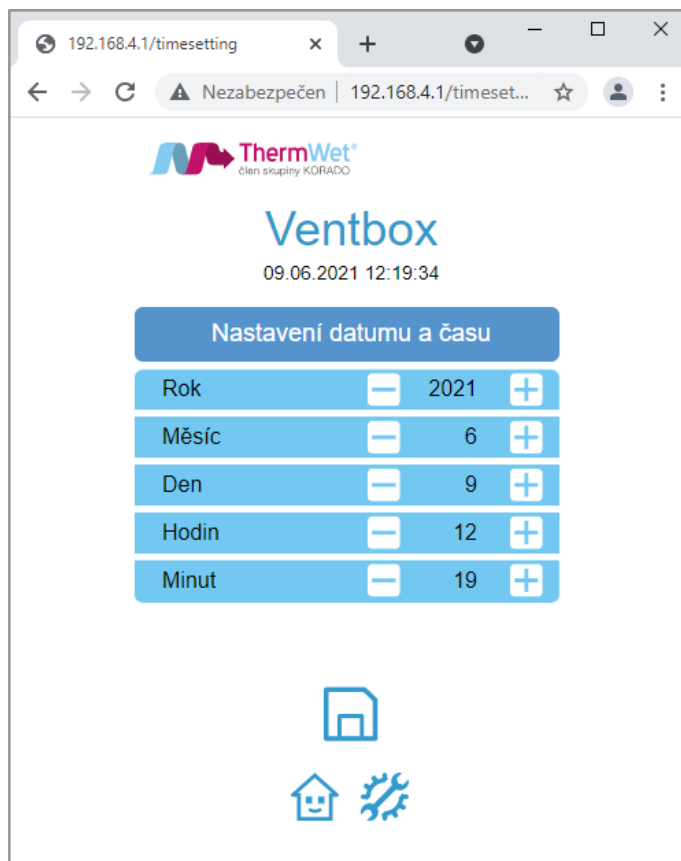 192.168.4.1/timesetting
Nezabezpečen | 192.168.4.1/timeset...
ThermWet®
člen skupiny KORADO
Ventbox
09.06.2021 12:19:34
Nastavení datumu a času
Rok 2021
Měsíc 6
Den 9
Hodin 12
Minut 19